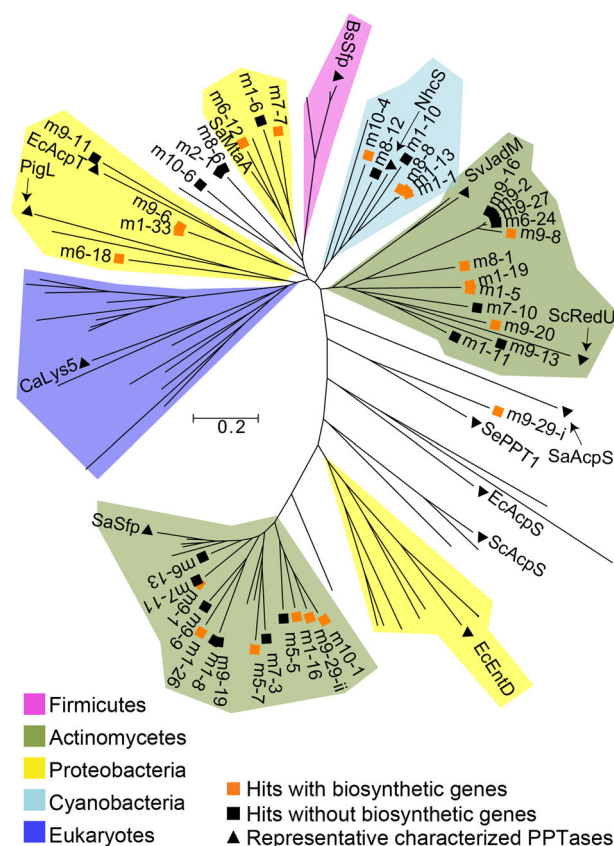 BsSfp
NhcS
m10-4
m8-12
m1-10
m8-8
m1-13
m1-1
m7-7
m1-6
m6-12
SaMtaA
m8-6
m2-1
m10-6
m9-11
EcAcpT
PigL
m9-6
m1-33
m6-18
CaLys5
SvJadM
m9-16
m9-2
m9-27
m6-24
m9-8
m8-1
m1-19
m1-5
m7-10
m9-20
m9-13
m1-11
ScRedU
m9-29-i
SaAcpS
SePPT1
EcAcpS
ScAcpS
EcEntD
0.2
SaSfp
m6-13
m7-11
m9-1
m9-9
m1-26
m1-8
m9-19
m5-7
m7-3
m5-5
m1-16
m9-29-ii
m10-1
Firmicutes
Actinomycetes
Proteobacteria
Cyanobacteria
Eukaryotes
Hits with biosynthetic genes
Hits without biosynthetic genes
Representative characterized PPTases